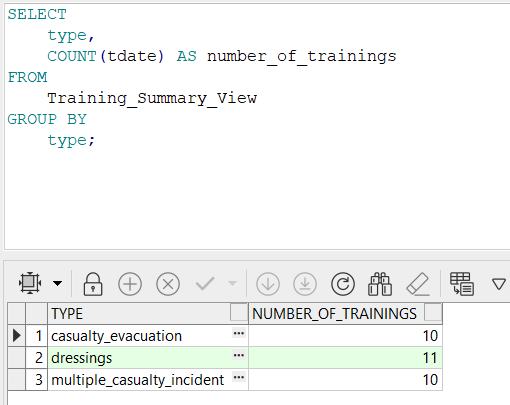 SELECT
type,
COUNT(tdate) AS number_of_trainings
FROM
Training_Summary_View
GROUP BY
type;
TYPE NUMBER_OF_TRAININGS
1 casualty_evacuation ••• 10
2 dressings ••• 11
3 multiple_casualty_incident ••• 10